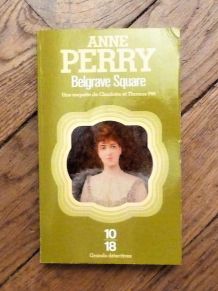 ANNE
PERRY
Belgrave Square
Une enquête de Charlotte et Thomas Pitt
10
18
Grands détectives